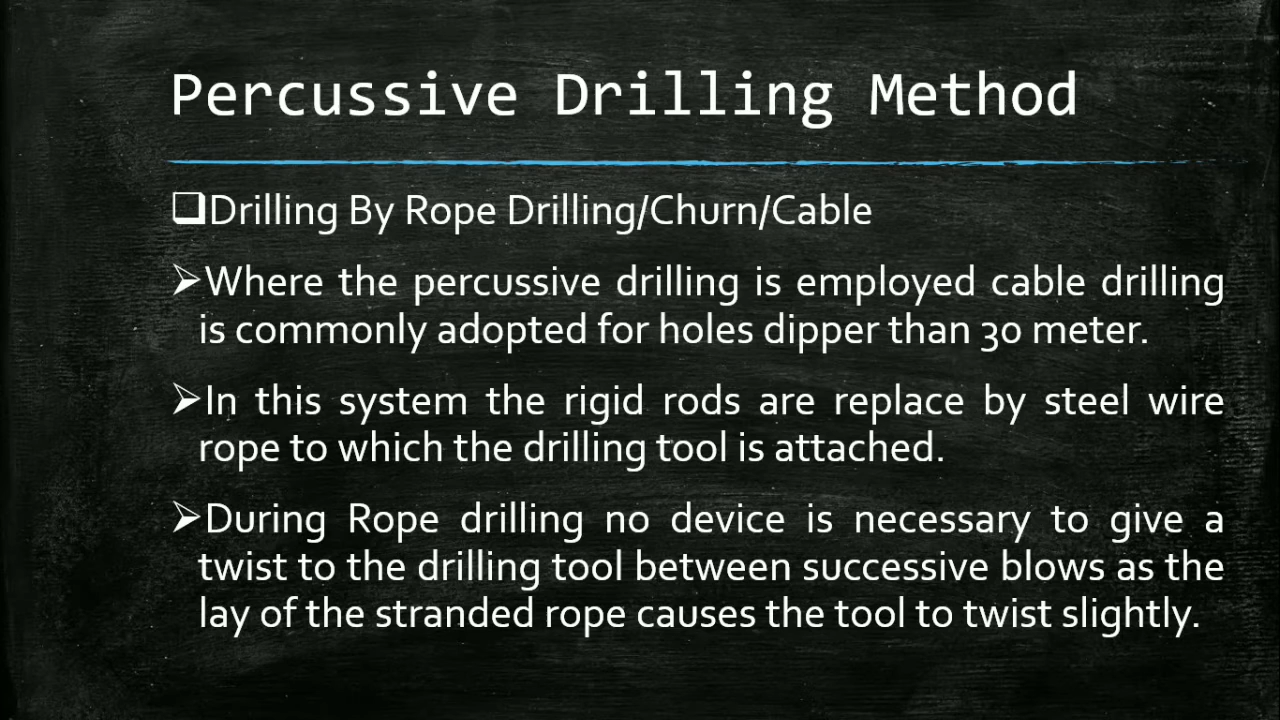 Percussive Drilling Method
❑Drilling By Rope Drilling/Churn/Cable
➢Where the percussive drilling is employed cable drilling
is commonly adopted for holes dipper than 30 meter.
➢In this system the rigid rods are replace by steel wire
rope to which the drilling tool is attached.
➢During Rope drilling no device is necessary to give a
twist to the drilling tool between successive blows as the
lay of the stranded rope causes the tool to twist slightly.